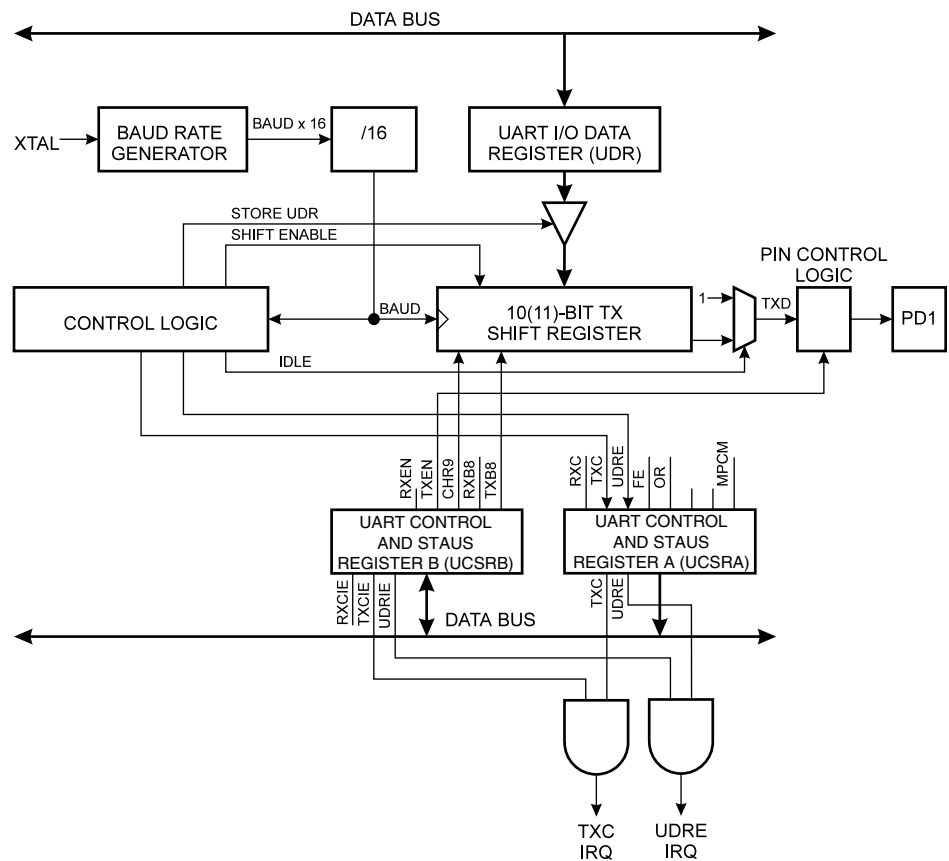 DATA BUS
XTAL
BAUD RATE
GENERATOR
BAUD x 16
/16
UART I/O DATA
REGISTER (UDR)
STORE UDR
SHIFT ENABLE
PIN CONTROL
LOGIC
CONTROL LOGIC
BAUD
10(11)-BIT TX
SHIFT REGISTER
1
TXD
PD1
IDLE
RXEN
TXEN
CHR9
RXB8
TXB8
RXC
TXC
UDRE
FE
OR
MPCM
UART CONTROL
AND STAUS
REGISTER B (UCSRB)
UART CONTROL
AND STAUS
REGISTER A (UCSRA)
RXCIE
TXCIE
UDRIE
TXC
UDRE
DATA BUS
TXC
IRQ
UDRE
IRQ